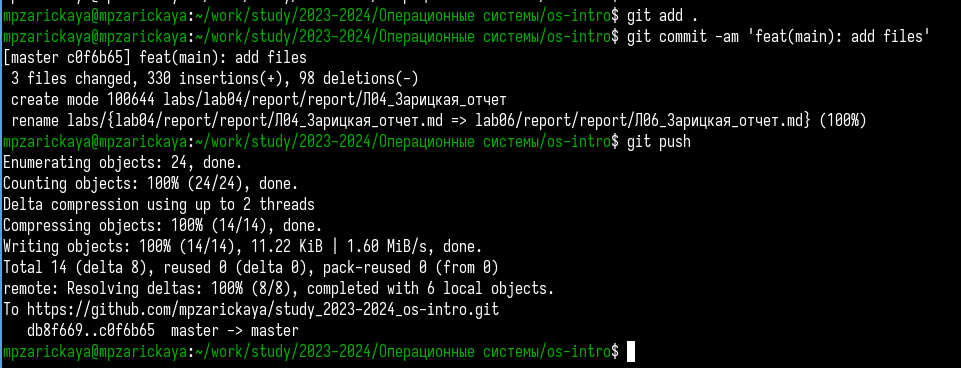 mpzarickaya@mpzarickaya:~/work/study/2023-2024/Операционные системы/os-intro$ git add .
mpzarickaya@mpzarickaya:~/work/study/2023-2024/Операционные системы/os-intro$ git commit -am 'feat(main): add files'
[master c0f6b65] feat(main): add files
 3 files changed, 330 insertions(+), 98 deletions(-)
 create mode 100644 labs/lab04/report/report/Л04_Зарицкая_отчет
 rename labs/{lab04/report/report/Л04_Зарицкая_отчет.md => lab06/report/report/Л06_Зарицкая_отчет.md} (100%)
mpzarickaya@mpzarickaya:~/work/study/2023-2024/Операционные системы/os-intro$ git push
Enumerating objects: 24, done.
Counting objects: 100% (24/24), done.
Delta compression using up to 2 threads
Compressing objects: 100% (14/14), done.
Writing objects: 100% (14/14), 11.22 KiB | 1.60 MiB/s, done.
Total 14 (delta 8), reused 0 (delta 0), pack-reused 0 (from 0)
remote: Resolving deltas: 100% (8/8), completed with 6 local objects.
To https://github.com/mpzarickaya/study_2023-2024_os-intro.git
   db8f669..c0f6b65  master -> master
mpzarickaya@mpzarickaya:~/work/study/2023-2024/Операционные системы/os-intro$